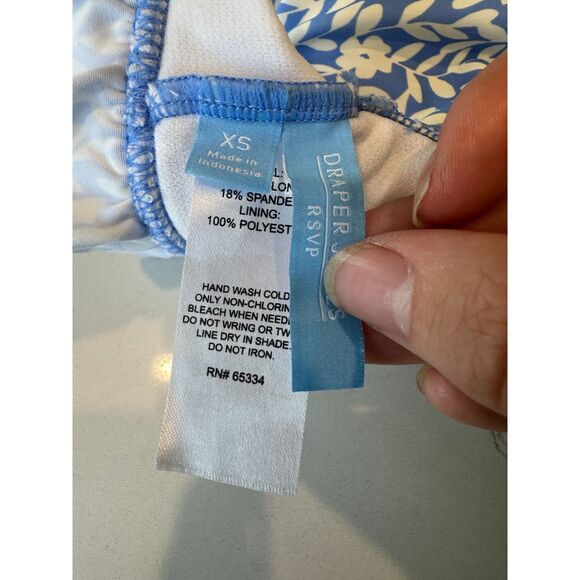 XS
Made in
Indonesia
18% SPANDE
LINING:
100% POLYEST
HAND WASH COLD
ONLY NON-CHLORIN
BLEACH WHEN NEED
DO NOT WRING OR TW
LINE DRY IN SHADE.
DO NOT IRON.
RN# 65334
DRAPER
RSVP